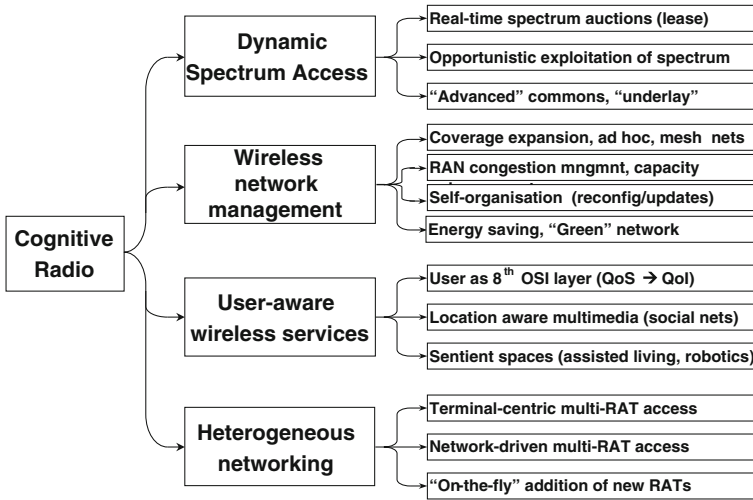 Cognitive
Radio
Dynamic
Spectrum Access
Real-time spectrum auctions (lease)
Opportunistic exploitation of spectrum
“Advanced” commons, “underlay”
Wireless
network
management
Coverage expansion, ad hoc, mesh nets
RAN congestion mngmnt, capacity
Self-organisation (reconfig/updates)
Energy saving, “Green” network
User-aware
wireless services
User as 8th OSI layer (QoS → QoI)
Location aware multimedia (social nets)
Sentient spaces (assisted living, robotics)
Heterogeneous
networking
Terminal-centric multi-RAT access
Network-driven multi-RAT access
“On-the-fly” addition of new RATs